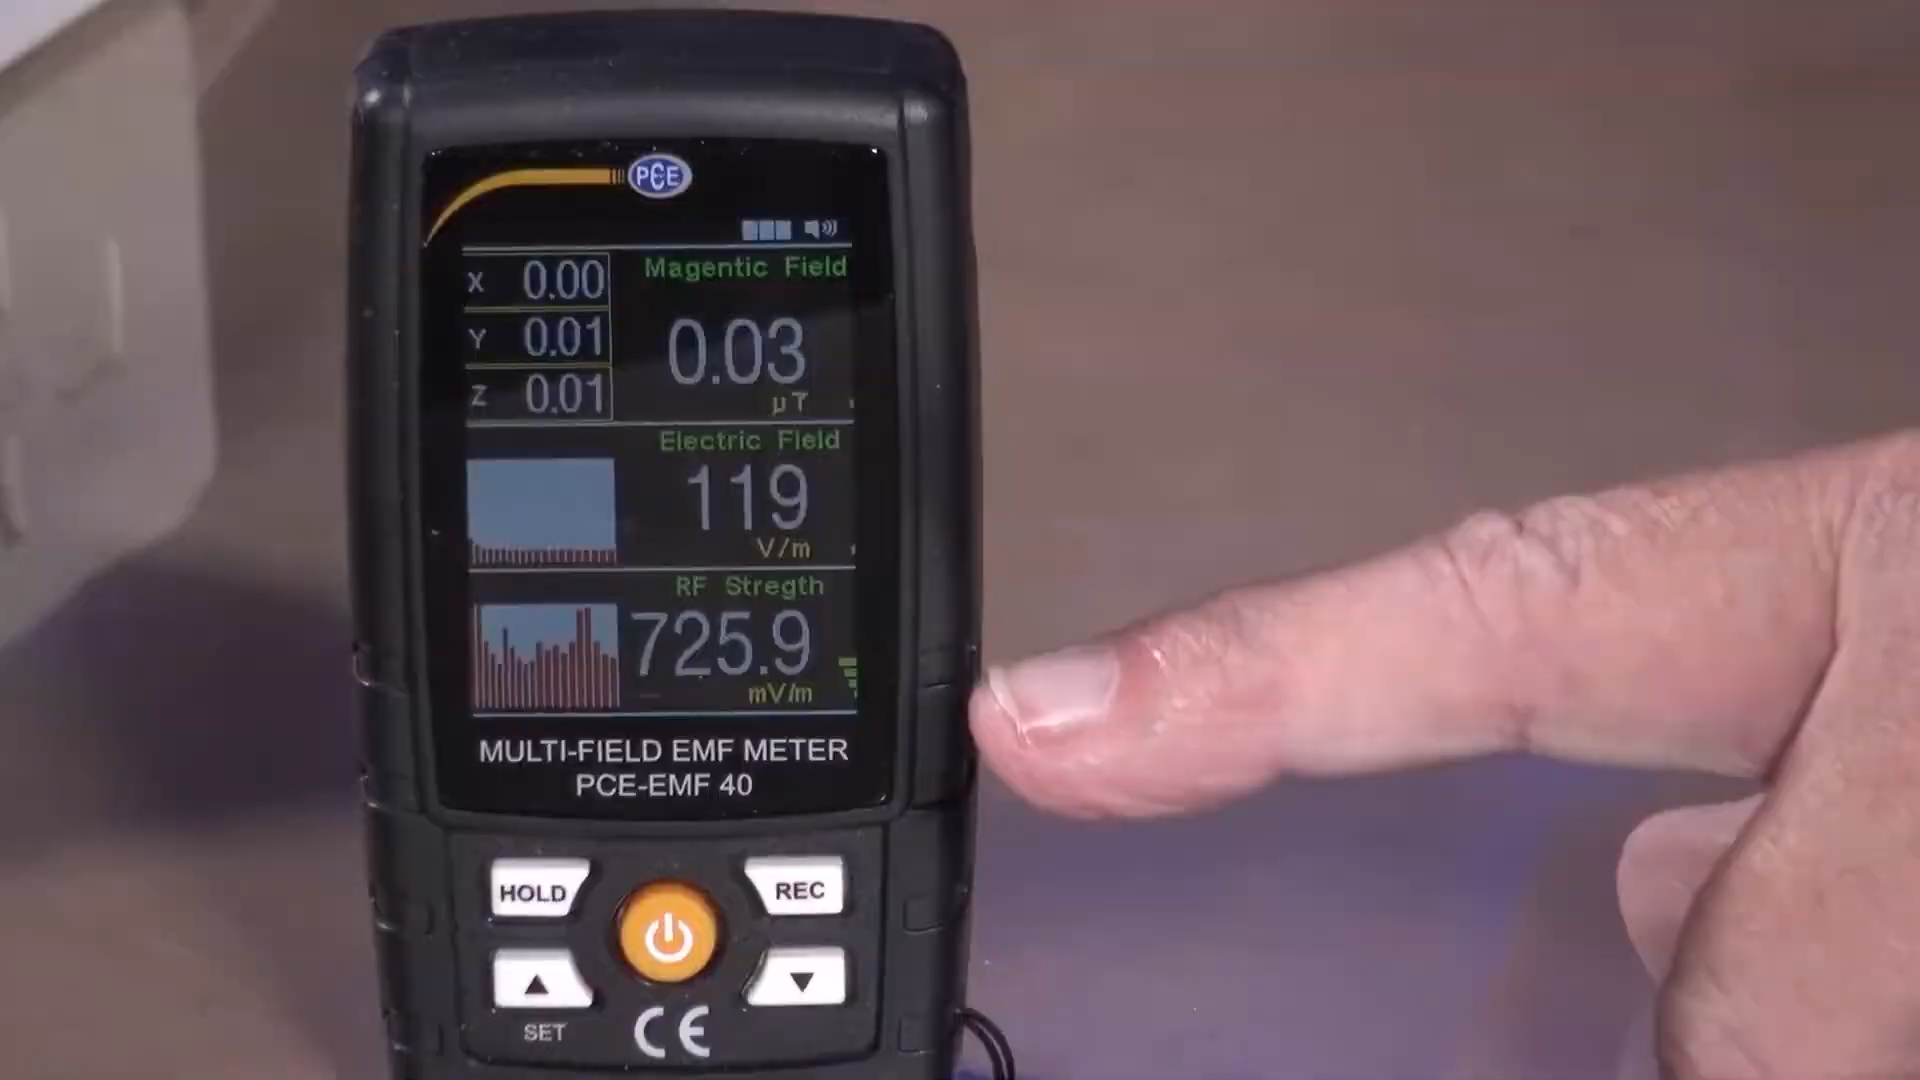 PCE
X 0.00
Magentic Field
Y 0.01
0.03
Z 0.01
µT
Electric Field
119
V/m
RF Stregth
725.9
mV/m
MULTI-FIELD EMF METER
PCE-EMF 40
HOLD
REC
SET
CE